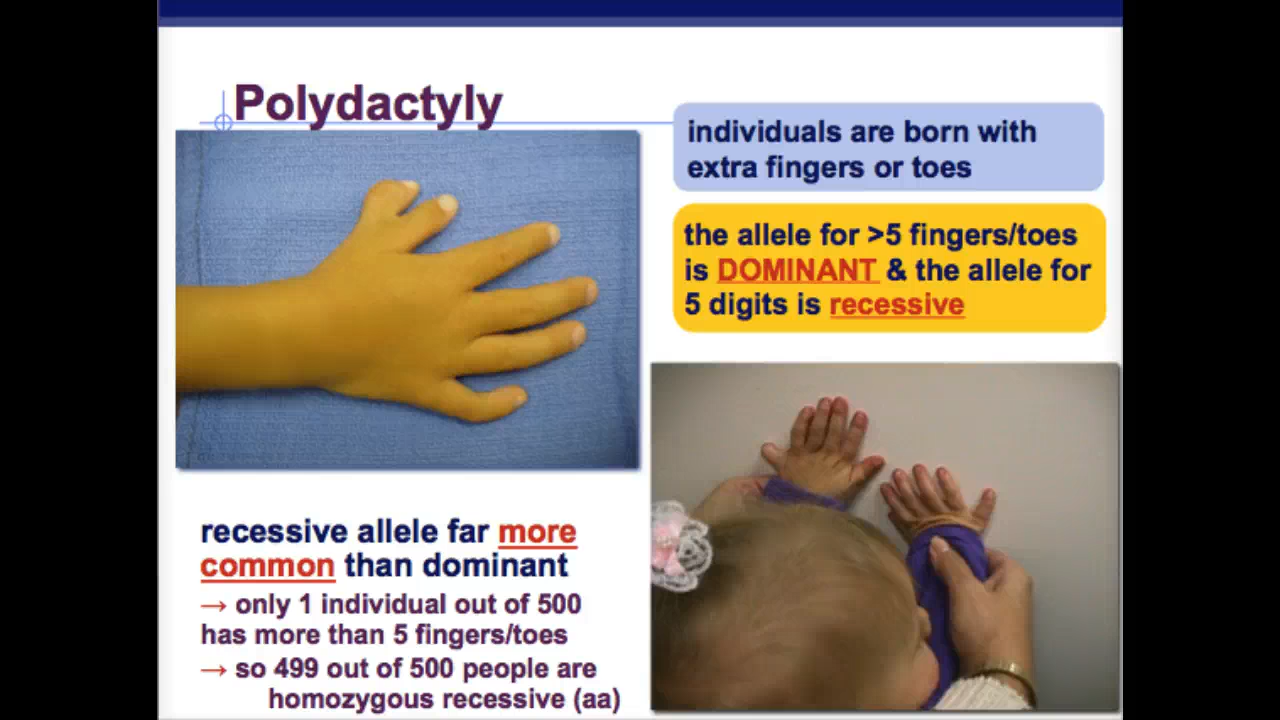 Polydactyly
individuals are born with
extra fingers or toes
the allele for >5 fingers/toes
is DOMINANT & the allele for
5 digits is recessive
recessive allele far more
common than dominant
→ only 1 individual out of 500
has more than 5 fingers/toes
→ so 499 out of 500 people are
homozygous recessive (aa)